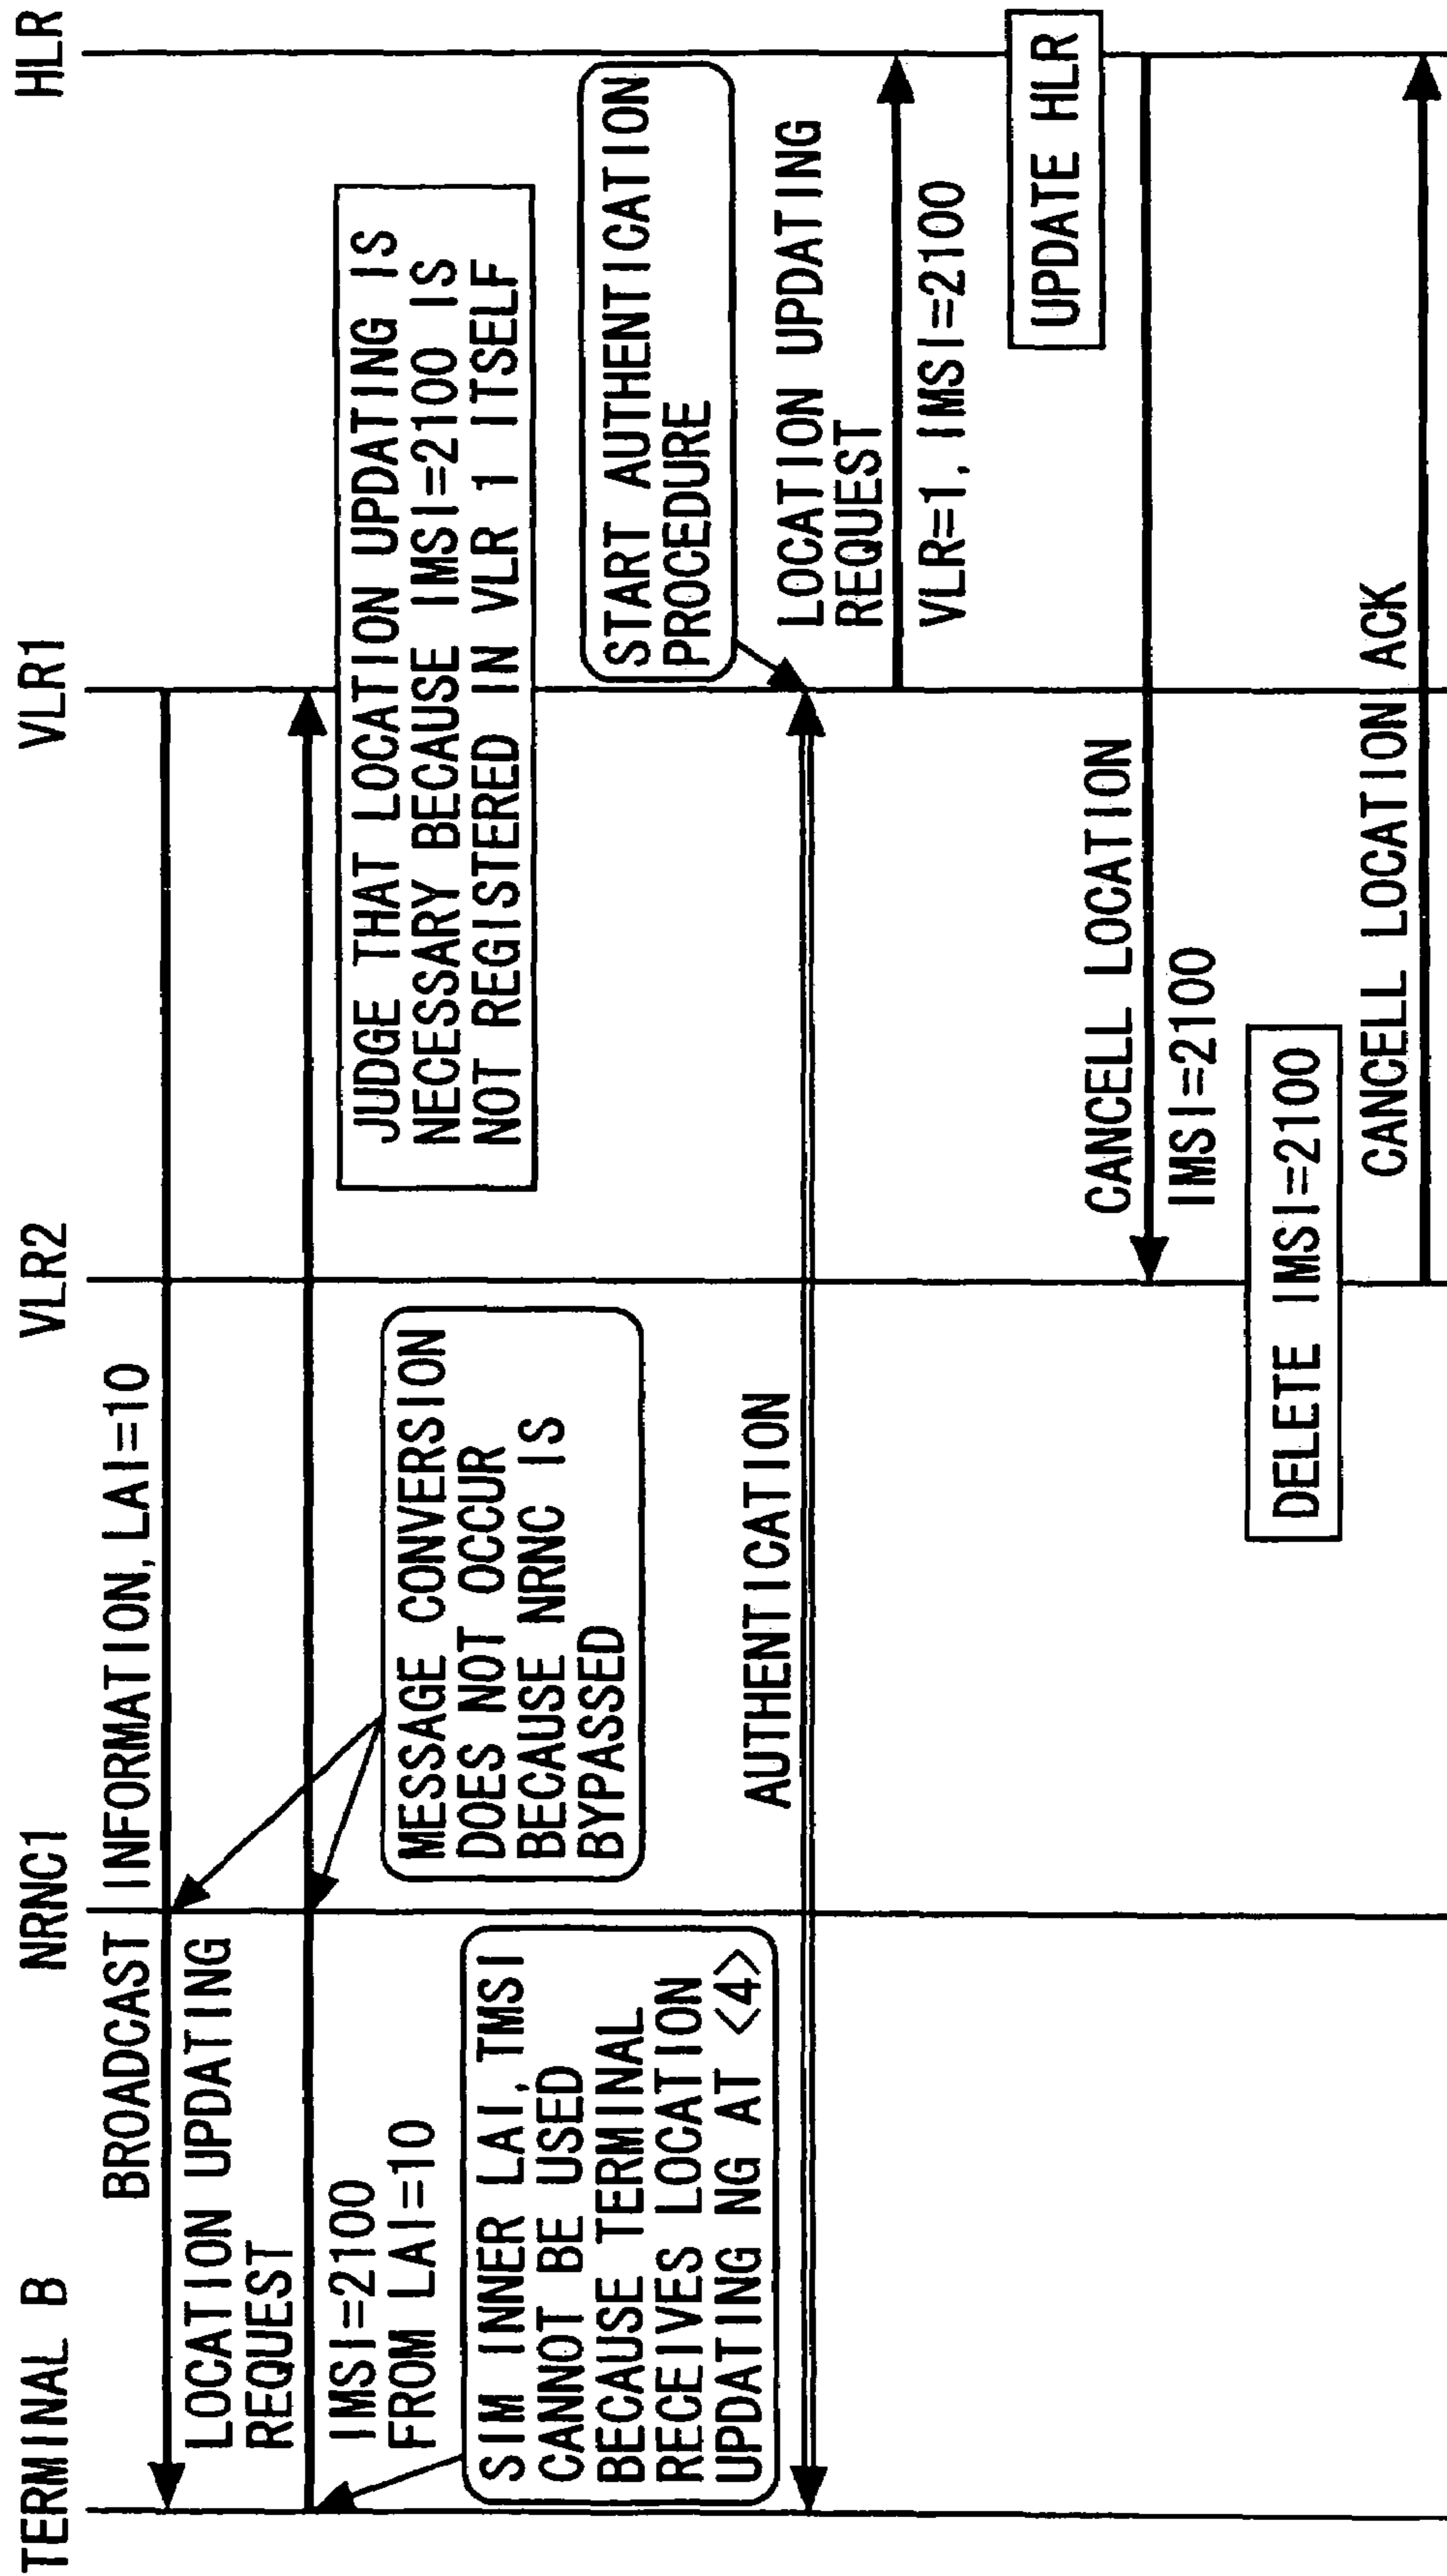 TERMINAL B
NRNC1
VLR2
VLR1
HLR
BROADCAST INFORMATION, LAI=10
LOCATION UPDATING
REQUEST
IMSI=2100
FROM LAI=10
JUDGE THAT LOCATION UPDATING IS
NECESSARY BECAUSE IMSI=2100 IS
NOT REGISTERED IN VLR 1 ITSELF
MESSAGE CONVERSION
DOES NOT OCCUR
BECAUSE NRNC IS
BYPASSED
SIM INNER LAI, TMSI
CANNOT BE USED
BECAUSE TERMINAL
RECEIVES LOCATION
UPDATING NG AT <4>
START AUTHENTICATION
PROCEDURE
AUTHENTICATION
LOCATION UPDATING
REQUEST
VLR=1, IMSI=2100
UPDATE HLR
CANCELL LOCATION
IMSI=2100
DELETE IMSI=2100
CANCELL LOCATION ACK